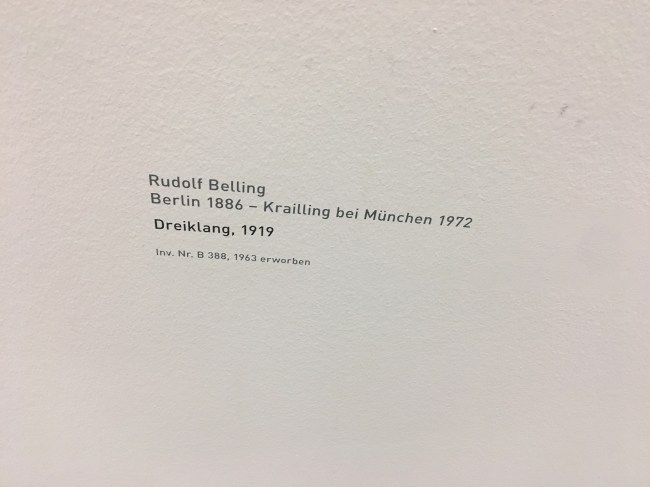 Rudolf Belling
Berlin 1886 – Krailling bei München 1972
Dreiklang, 1919
Inv. Nr. B 388, 1963 erworben